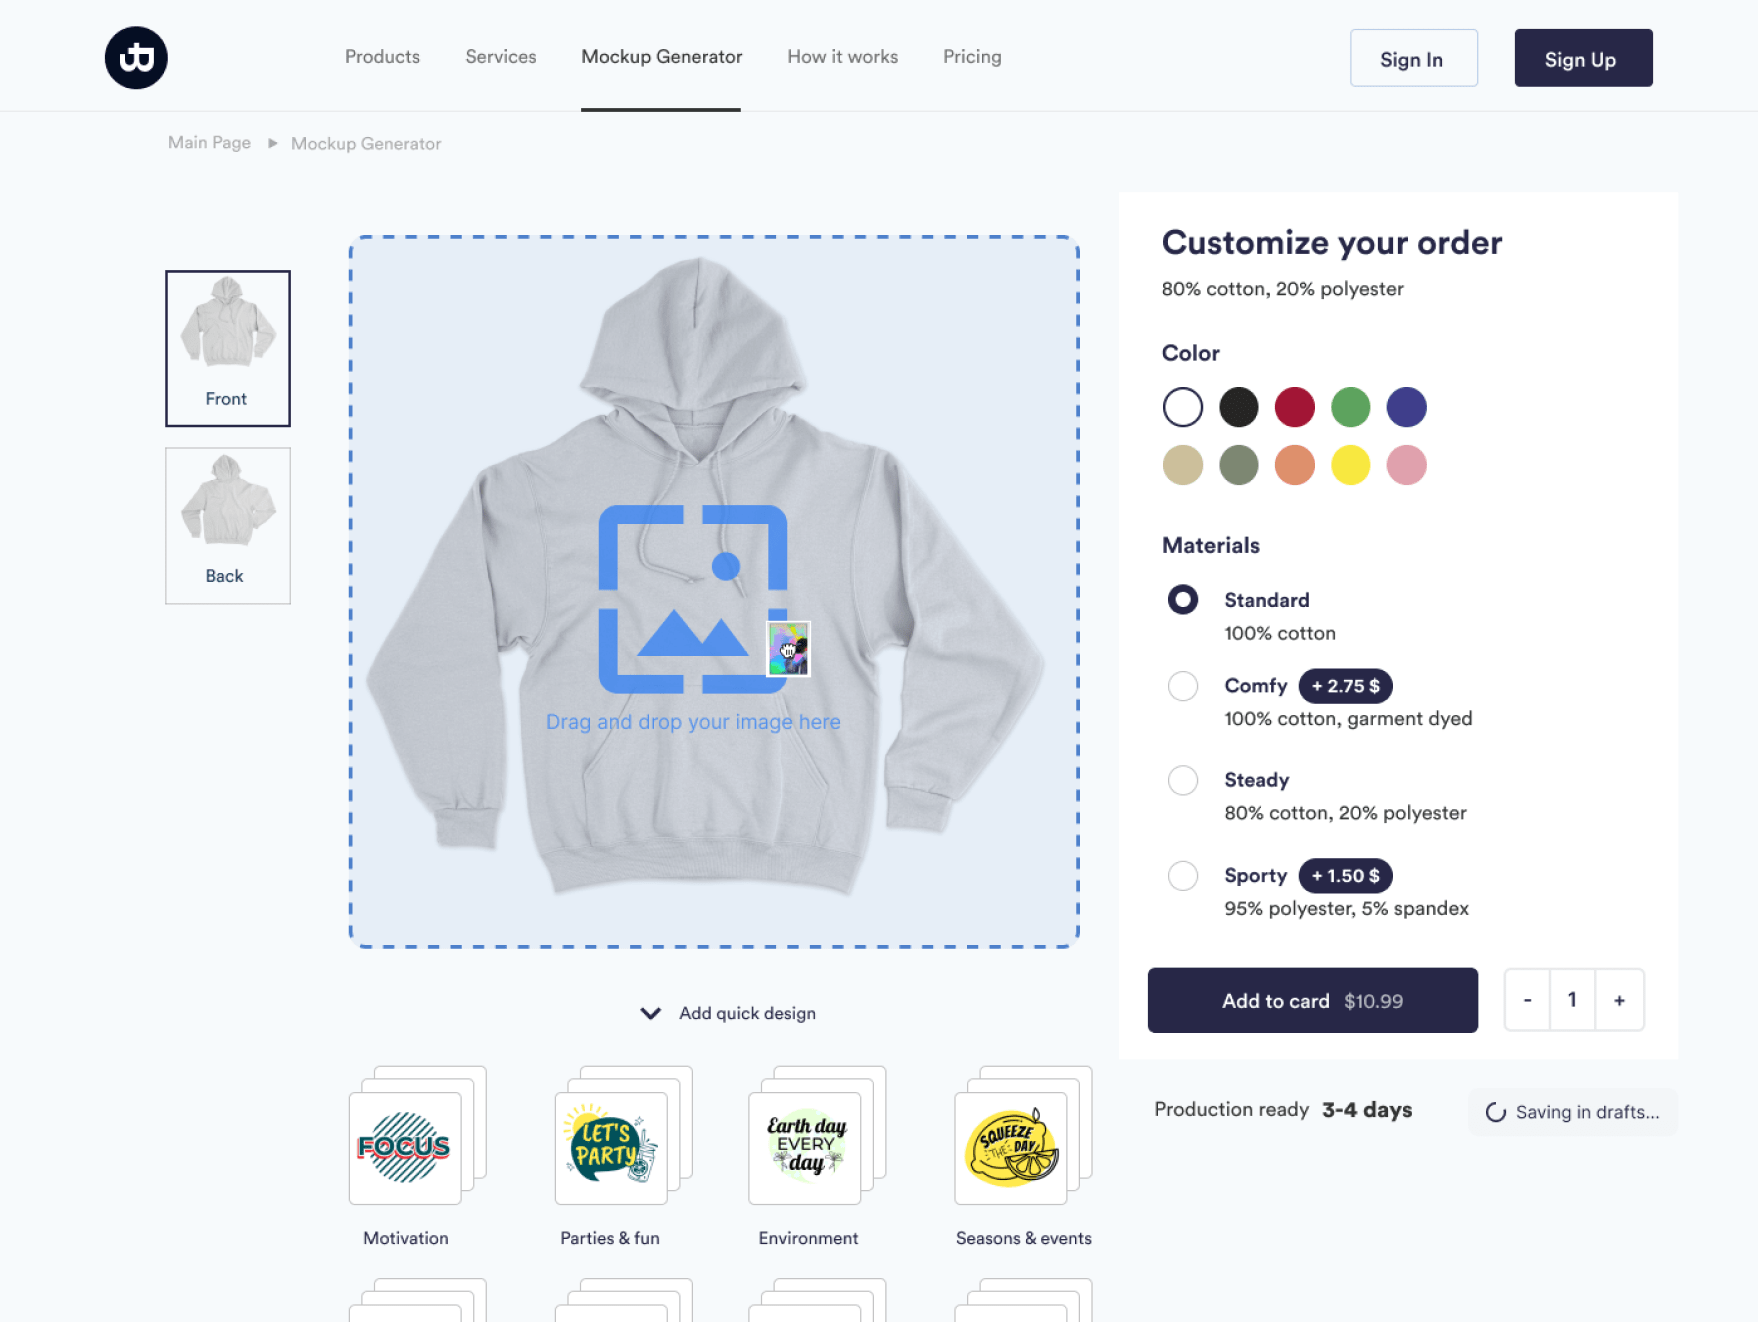 Products
Services
Mockup Generator
How it works
Pricing
Sign In
Sign Up
Main Page
Mockup Generator
Front
Back
Drag and drop your image here
Customize your order
80% cotton, 20% polyester
Color
Materials
Standard
100% cotton
Comfy + 2.75 $
100% cotton, garment dyed
Steady
80% cotton, 20% polyester
Sporty + 1.50 $
95% polyester, 5% spandex
Add to card $10.99
- 1 +
Production ready 3-4 days
Saving in drafts...
Add quick design
FOCUS
LET'S
PARTY
Earth day
EVERY
day
SQUEEZE
THE DAY
Motivation
Parties & fun
Environment
Seasons & events